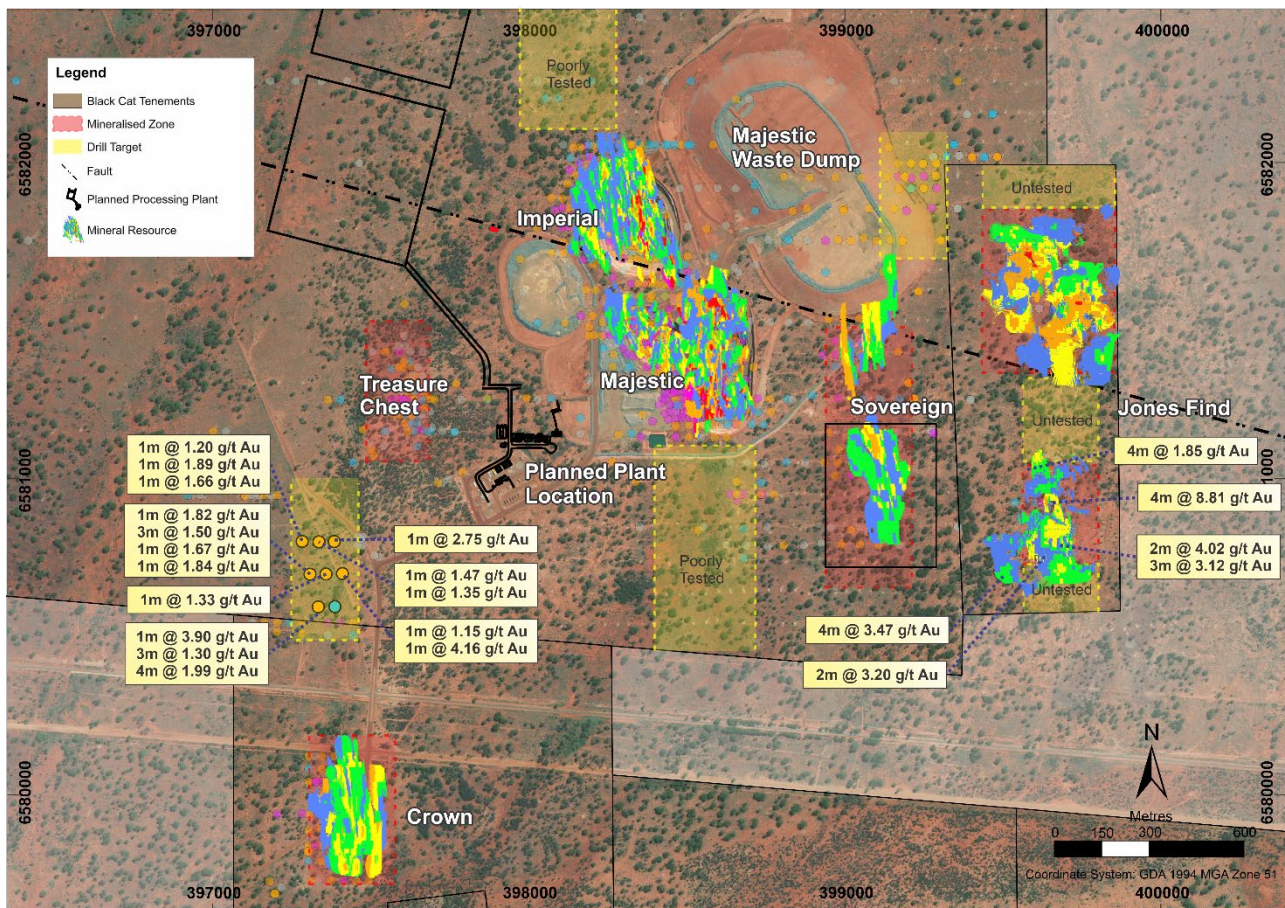 397000
398000
399000
400000
Legend
Black Cat Tenements
Mineralised Zone
Drill Target
Fault
Planned Processing Plant
Mineral Resource
Poorly
Tested
Majestic
Waste Dump
6582000
6582000
Untested
Imperial
Treasure
Chest
Majestic
Sovereign
Untested
Jones Find
Planned Plant
Location
6581000
1000
1m @ 1.20 g/t Au
1m @ 1.89 g/t Au
1m @ 1.66 g/t Au
1m @ 1.82 g/t Au
3m @ 1.50 g/t Au
1m @ 1.67 g/t Au
1m @ 1.84 g/t Au
1m @ 1.33 g/t Au
1m @ 3.90 g/t Au
3m @ 1.30 g/t Au
4m @ 1.99 g/t Au
1m @ 2.75 g/t Au
1m @ 1.47 g/t Au
1m @ 1.35 g/t Au
1m @ 1.15 g/t Au
1m @ 4.16 g/t Au
Poorly
Tested
4m @ 1.85 g/t Au
4m @ 8.81 g/t Au
2m @ 4.02 g/t Au
3m @ 3.12 g/t Au
Untested
4m @ 3.47 g/t Au
2m @ 3.20 g/t Au
6580000
6580000
Crown
N
Metres
0 150 300 600
Coordinate System: GDA 1994 MGA Zone 51
397000
398000
399000
400000